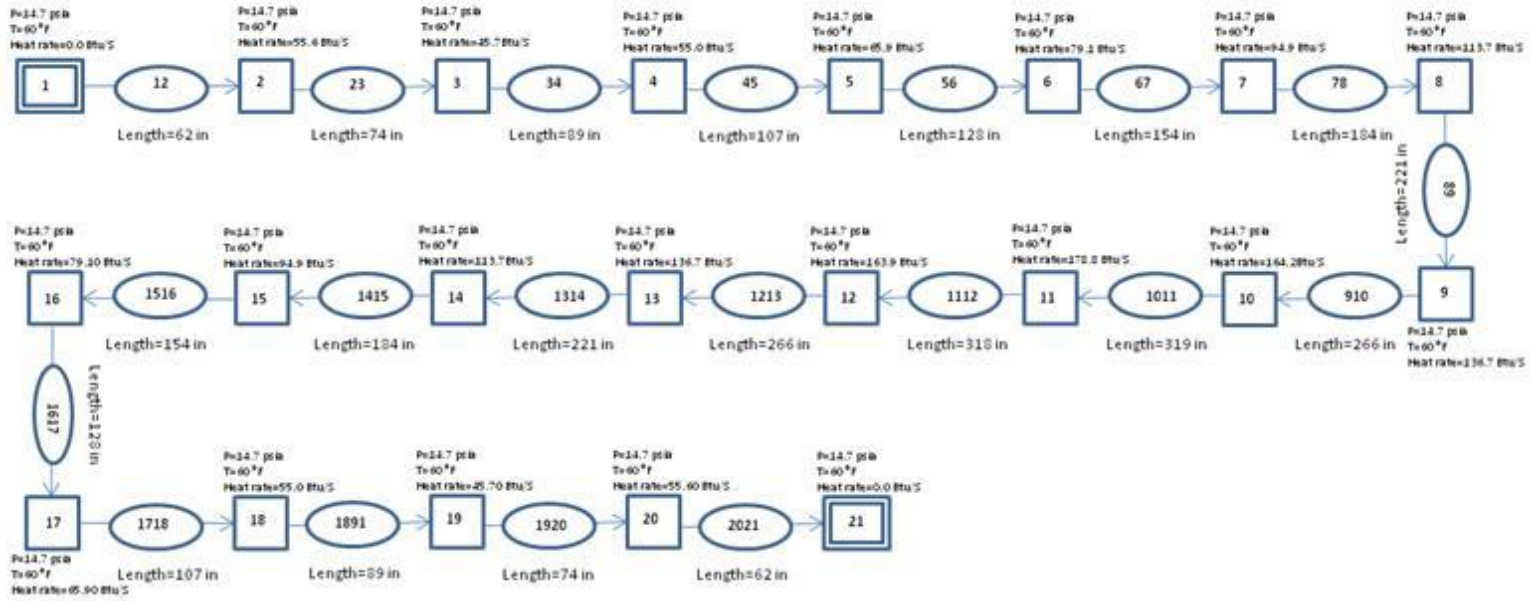 P=14.7 psia
T=60°F
Heat rate=0.0 Btu/S
P=14.7 psia
T=60°F
Heat rate=55.6 Btu/S
P=14.7 psia
T=60°F
Heat rate=45.7 Btu/S
P=14.7 psia
T=60°F
Heat rate=55.0 Btu/S
P=14.7 psia
T=60°F
Heat rate=65.9 Btu/S
P=14.7 psia
T=60°F
Heat rate=79.1 Btu/S
P=14.7 psia
T=60°F
Heat rate=94.9 Btu/S
P=14.7 psia
T=60°F
Heat rate=113.7 Btu/S
1
12
2
23
3
34
4
45
5
56
6
67
7
78
8
Length=62 in
Length=74 in
Length=89 in
Length=107 in
Length=128 in
Length=154 in
Length=184 in
Length=221 in
89
P=14.7 psia
T=60°F
Heat rate=79.10 Btu/S
P=14.7 psia
T=60°F
Heat rate=94.9 Btu/S
P=14.7 psia
T=60°F
Heat rate=113.7Btu/S
P=14.7 psia
T=60°F
Heat rate=136.7 Btu/S
P=14.7 psia
T=60°F
Heat rate=163.9 Btu/S
P=14.7 psia
T=60°F
Heat rate=178.8 Btu/S
P=14.7 psia
T=60°F
Heat rate=164.2Btu/S
16
1516
15
1415
14
1314
13
1213
12
1112
11
1011
10
910
9
Length=154 in
Length=184 in
Length=221 in
Length=266 in
Length=318 in
Length=319 in
Length=266 in
P=14.7 psia
T=60°F
Heat rate=136.7 Btu/S
1617
Length=128 in
P=14.7 psia
T=60°F
Heat rate=55.0 Btu/S
P=14.7 psia
T=60°F
Heat rate=45.70 Btu/S
P=14.7 psia
T=60°F
Heat rate=55.60 Btu/S
P=14.7 psia
T=60°F
Heat rate=0.0 Btu/S
17
1718
18
1891
19
1920
20
2021
21
P=14.7 psia
T=60°F
Heat rate=65.90 Btu/S
Length=107 in
Length=89 in
Length=74 in
Length=62 in